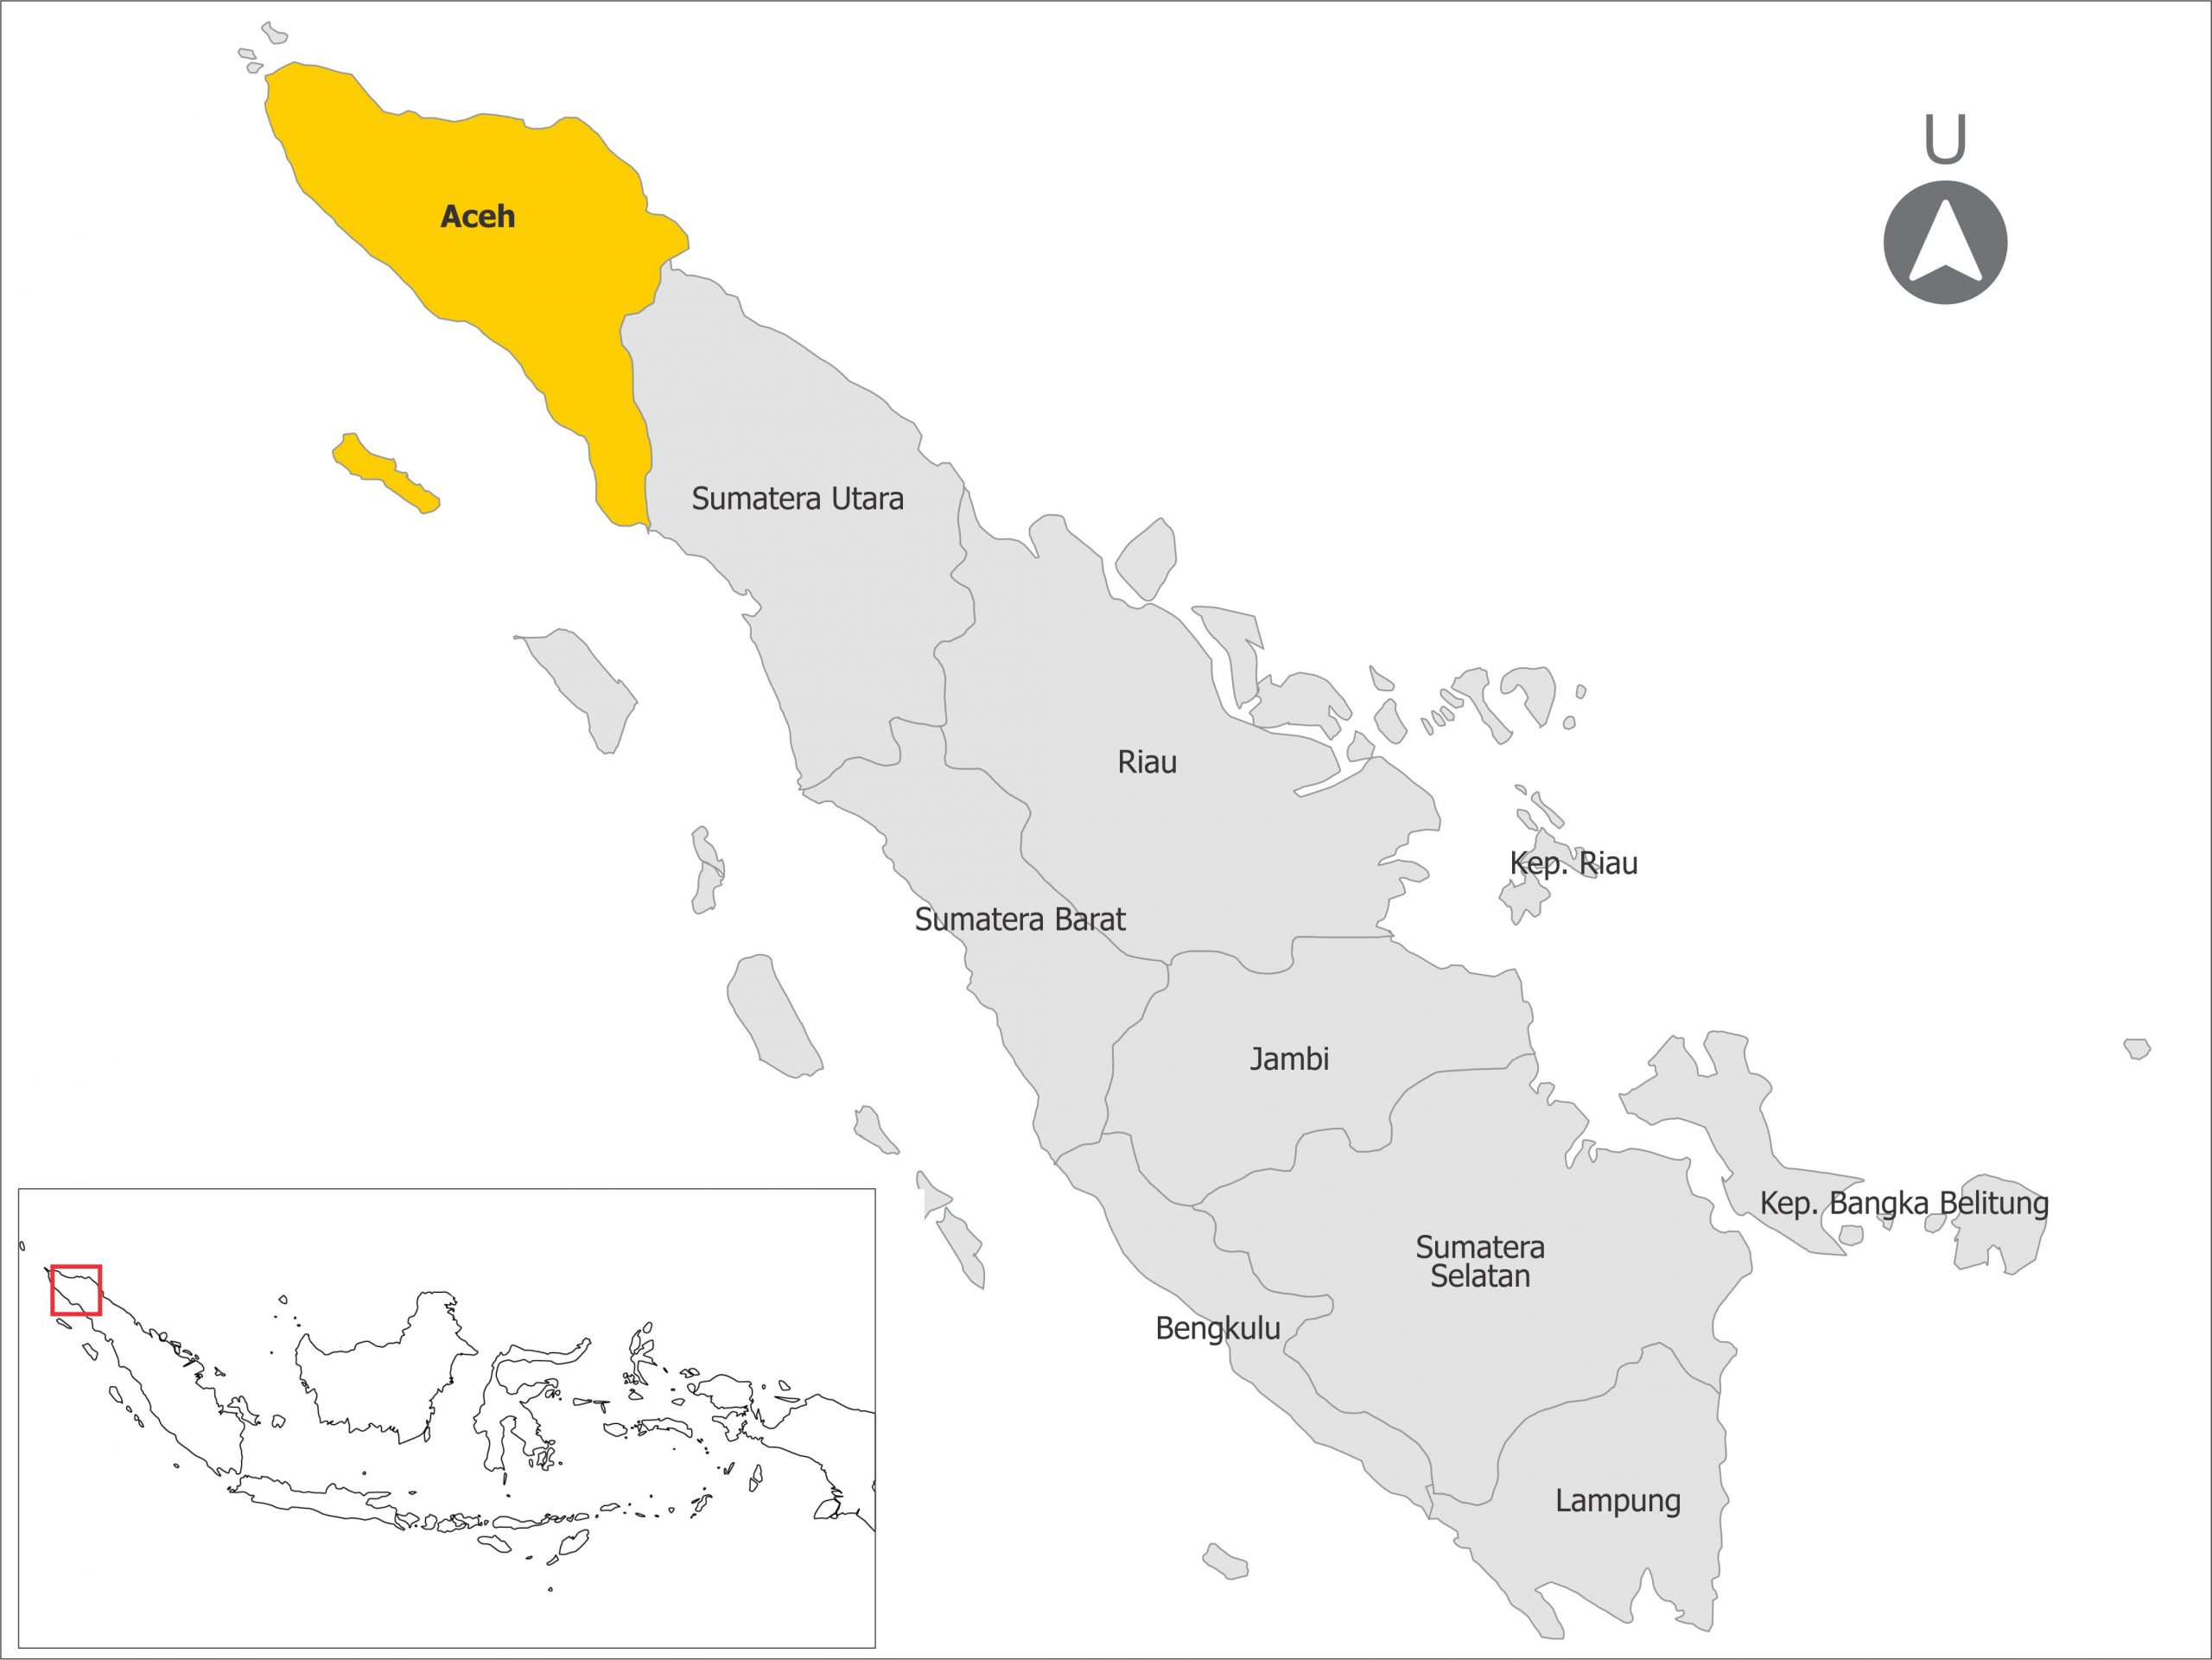 U
Aceh
Sumatera Utara
Riau
Kep. Riau
Sumatera Barat
Jambi
Kep. Bangka Belitung
Sumatera
Selatan
Bengkulu
Lampung